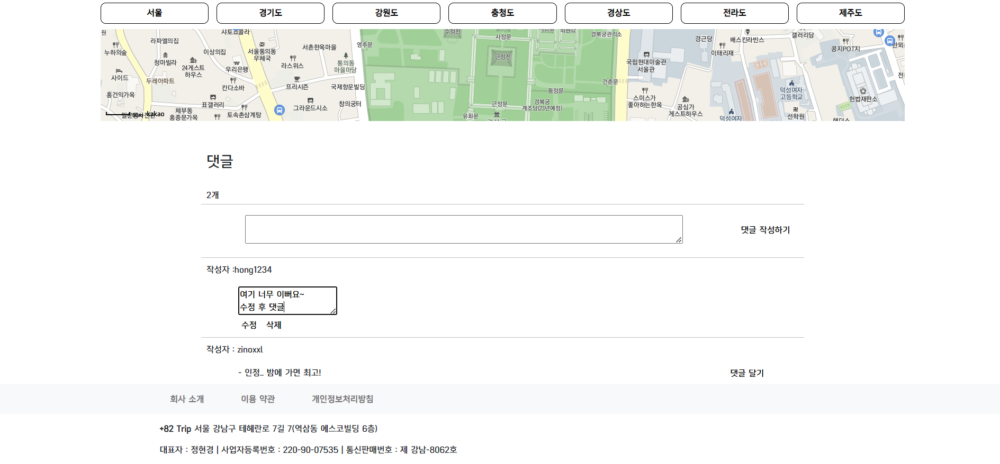 서울 경기도 강원도 충청도 경상도 전라도 제주도
원 라파엘의집 샤토쇼콜라 영추문 수정전 사정문 비현각 경복궁관리소 경근당 배스킨라빈스 갤러리담
누하의숲 이상의집 서울통의동 우체국 서촌한옥마을 근정전 이태리재 콩지POT지
청마빌라 24게스트 하우스 우리은행 라스위스 통의동 마을마당 국립현대미술관 서울관
사이드 두레아파트 칸다소바 프리시즌 국제항운빌딩 건춘문 덕성여자 고등학교
홍건익가옥 표갤러리 그라운드시소 창의궁터 근정문 동정문 경복궁 계조당(23년예정) 스미스가 좋아하는한옥 헌법재판소
체부동 홍종문가옥 토속촌삼계탕 유화문 공심가 게스트하우스 덕성여자 선학원
kakao
댓글
2개
댓글 작성하기
작성자 :hong1234
여기 너무 이뻐요~
수정 후 댓글
수정 삭제
작성자 : zinoxxl
- 인정.. 밤에 가면 최고! 댓글 달기
회사 소개 이용 약관 개인정보처리방침
+82 Trip 서울 강남구 테헤란로 7길 7(역삼동 에스코빌딩 6층)
대표자 : 정현경 | 사업자등록번호 : 220-90-07535 | 통신판매번호 : 제 강남-8062호